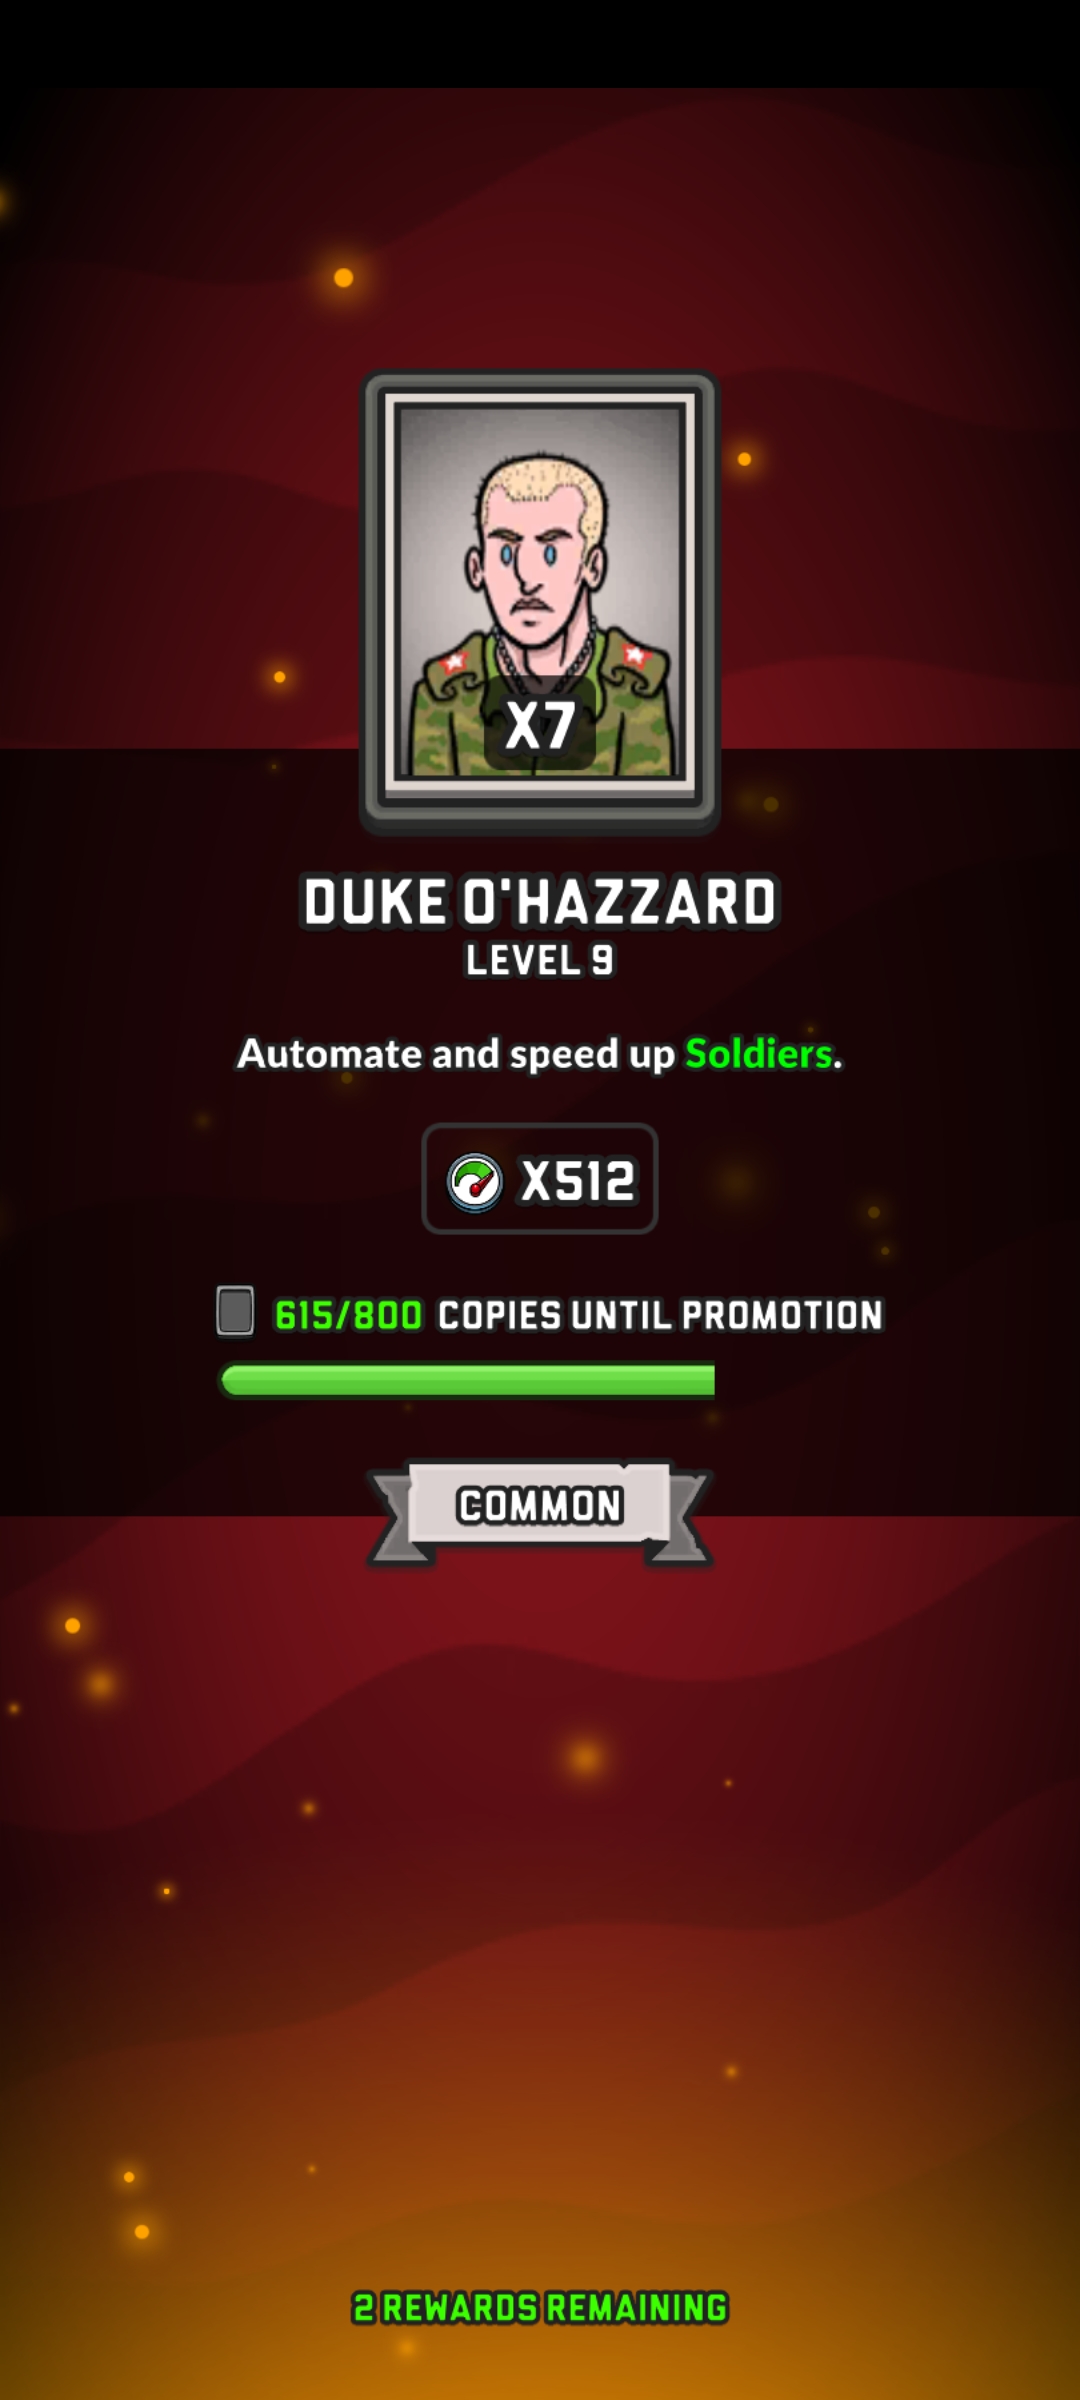 X7
DUKE O'HAZZARD
LEVEL 9
Automate and speed up Soldiers.
X512
615/800 COPIES UNTIL PROMOTION
COMMON
2 REWARDS REMAINING